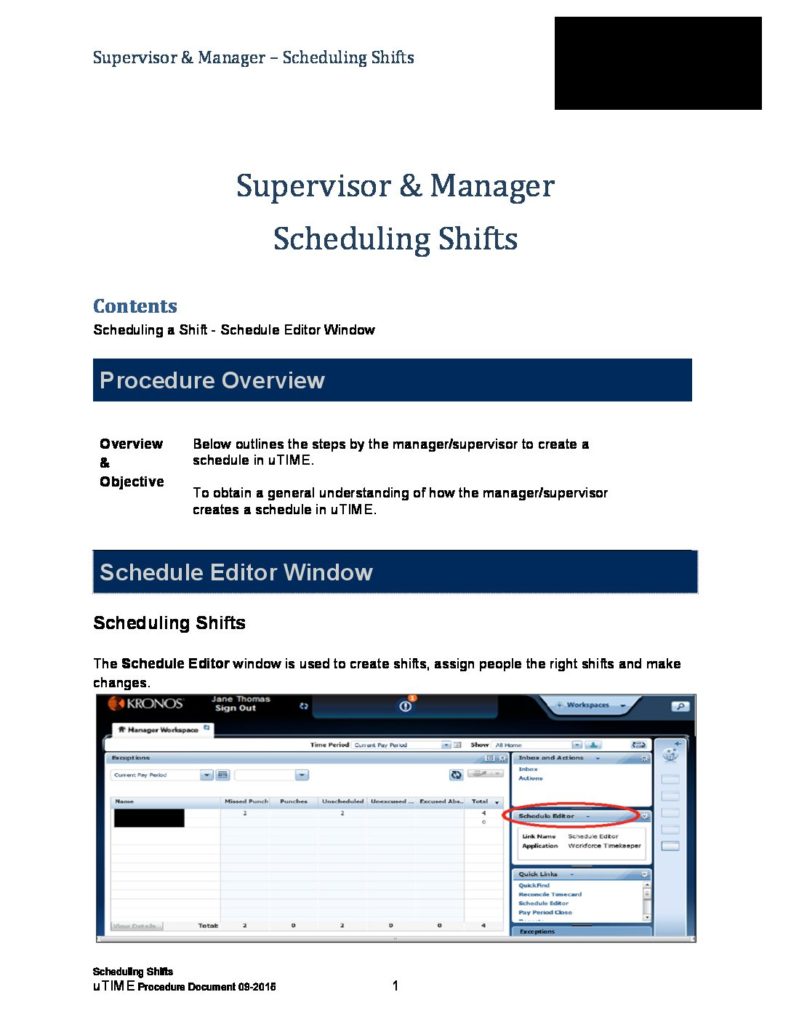 Supervisor & Manager – Scheduling Shifts
Supervisor & Manager
Scheduling Shifts
Contents
Scheduling a Shift - Schedule Editor Window
Procedure Overview
Overview
&
Objective
Below outlines the steps by the manager/supervisor to create a
schedule in uTIME.
To obtain a general understanding of how the manager/supervisor
creates a schedule in uTIME.
Schedule Editor Window
Scheduling Shifts
The Schedule Editor window is used to create shifts, assign people the right shifts and make
changes.
KRONOS
Jane Thomas
Sign Out
1
Workspaces
Manager Workspace
Time Period Current Pay Period Show All Home
Exceptions
Current Pay Period
Name Missed Punch Punches Unscheduled Unexcused ... Excused Abs... Total
2 2 4
0
View Details...
Total: 2 0 2 0 0 4
Inbox and Actions
Inbox
Actions
Schedule Editor
Link Name Schedule Editor
Application Workforce Timekeeper
Quick Links
QuickFind
Reconcile Timecard
Schedule Editor
Pay Period Close
Exceptions
Scheduling Shifts
uTIME Procedure Document 09-2015 1